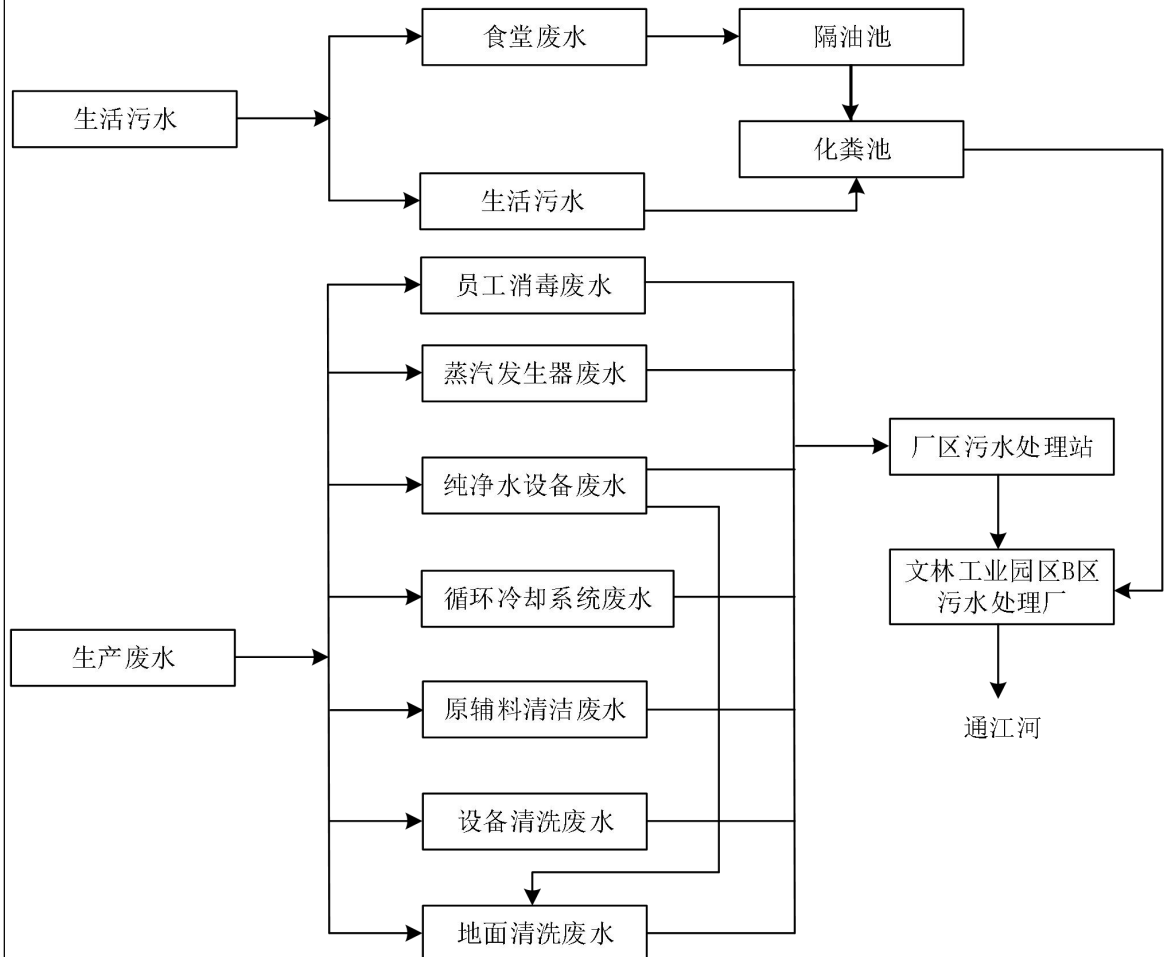 食堂废水
隔油池
生活污水
化粪池
生活污水
员工消毒废水
蒸汽发生器废水
厂区污水处理站
纯净水设备废水
文林工业园区B区
污水处理厂
循环冷却系统废水
生产废水
原辅料清洁废水
通江河
设备清洗废水
地面清洗废水